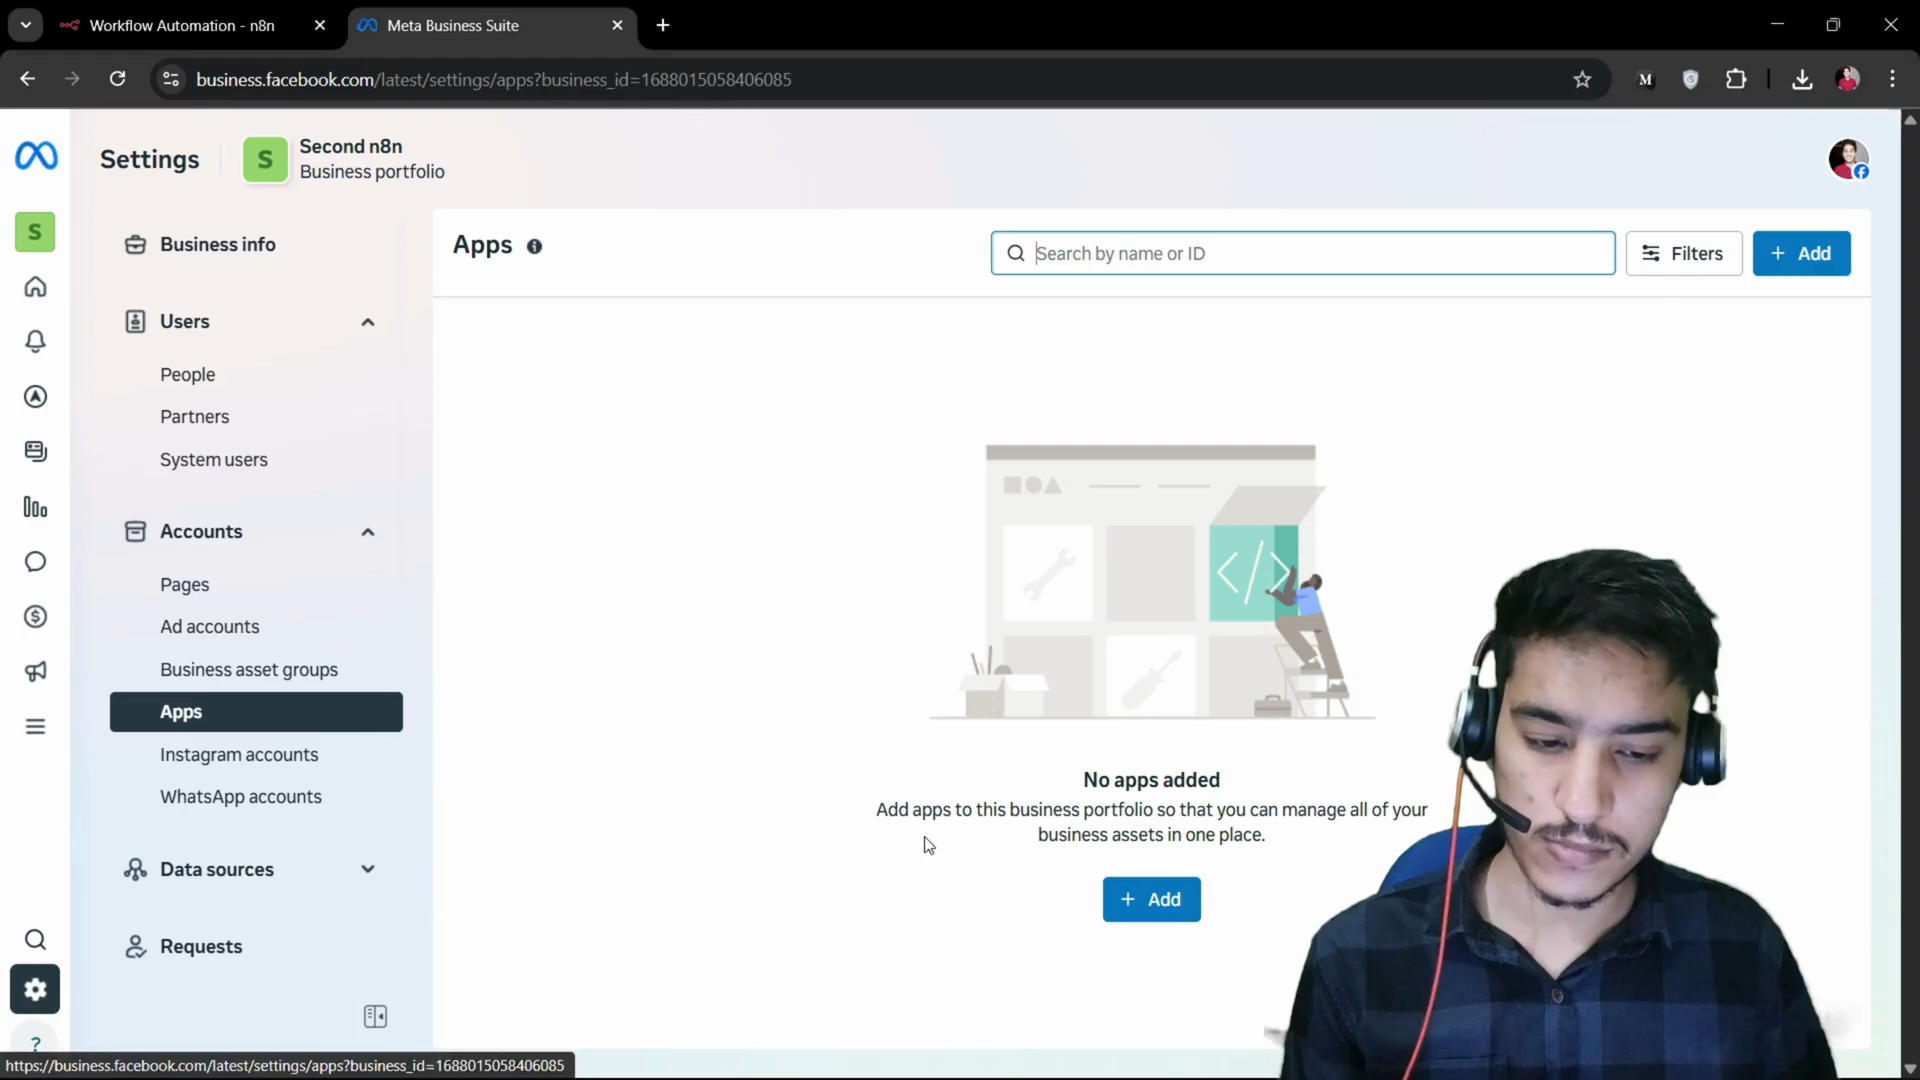 Workflow Automation - n8n
Meta Business Suite
business.facebook.com/latest/settings/apps?business_id=1688015058406085
M
Settings
S
Second n8n
Business portfolio
S
Business info
Users
People
Partners
System users
Accounts
Pages
Ad accounts
Business asset groups
Apps
Instagram accounts
WhatsApp accounts
Data sources
Requests
?
Apps
Search by name or ID
Filters
+ Add
</>
No apps added
Add apps to this business portfolio so that you can manage all of your
business assets in one place.
+ Add
https://business.facebook.com/latest/settings/apps?business_id=1688015058406085